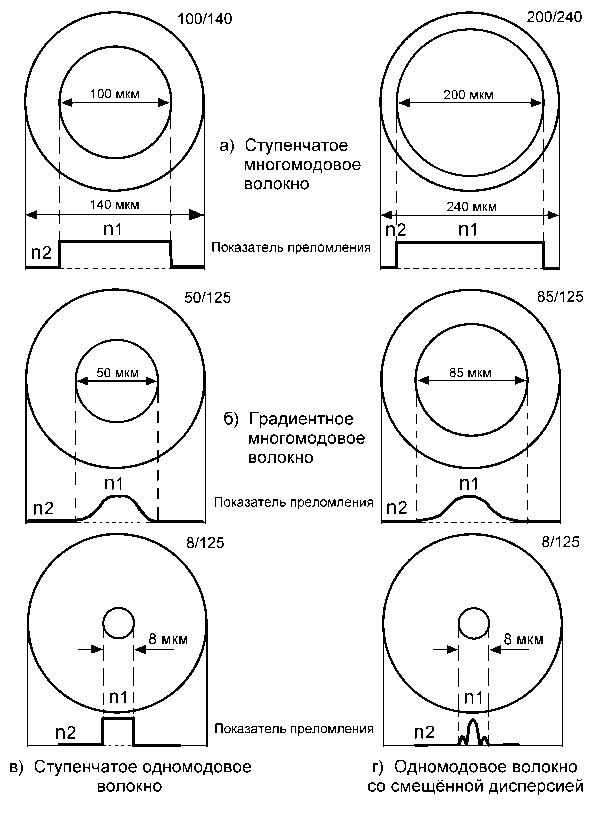 100/140
200/240
100 мкм
200 мкм
а) Ступенчатое
многомодовое
волокно
140 мкм
240 мкм
n2
n1
Показатель преломления
n2
n1
50/125
85/125
50 мкм
85 мкм
б) Градиентное
многомодовое
волокно
n2
n1
Показатель преломления
n2
n1
8/125
8/125
8 мкм
8 мкм
n1
n1
n2
Показатель преломления
n2
в) Ступенчатое одномодовое
волокно
г) Одномодовое волокно
со смещённой дисперсией